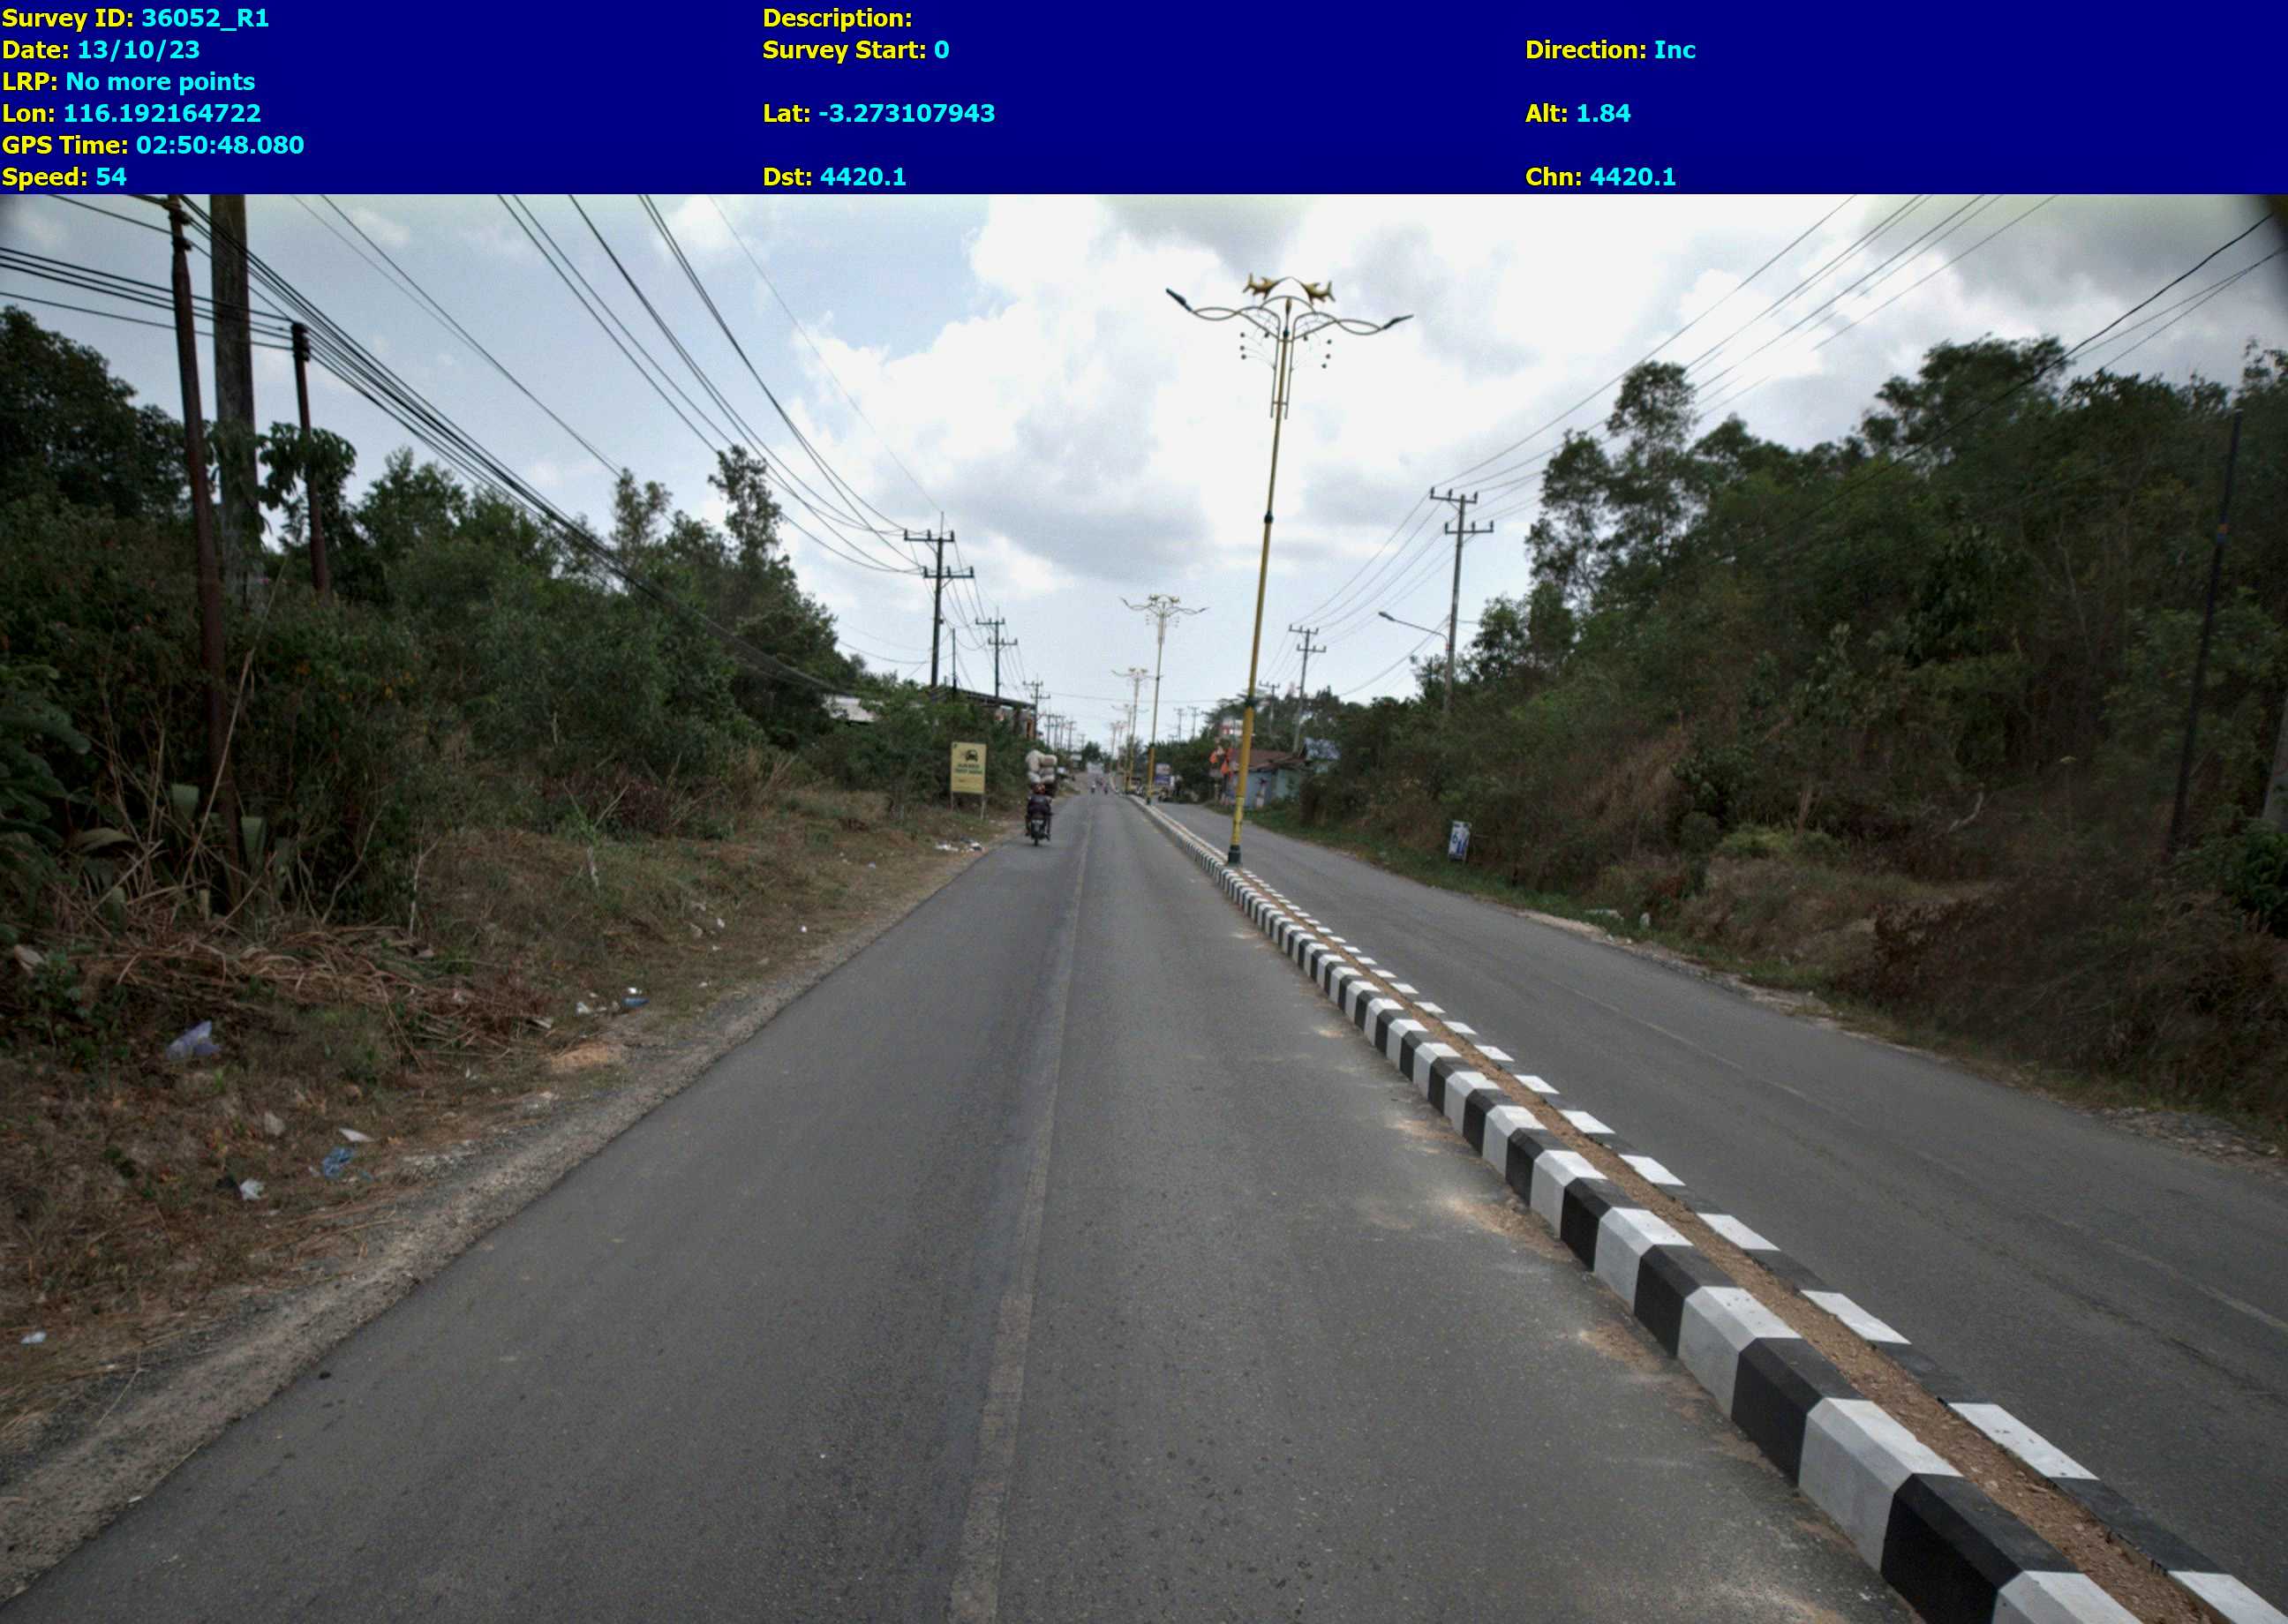 Survey ID: 36052_R1
Description:
Date: 13/10/23
Survey Start: 0
Direction: Inc
LRP: No more points
Lon: 116.192164722
Lat: -3.273107943
Alt: 1.84
GPS Time: 02:50:48.080
Speed: 54
Dst: 4420.1
Chn: 4420.1